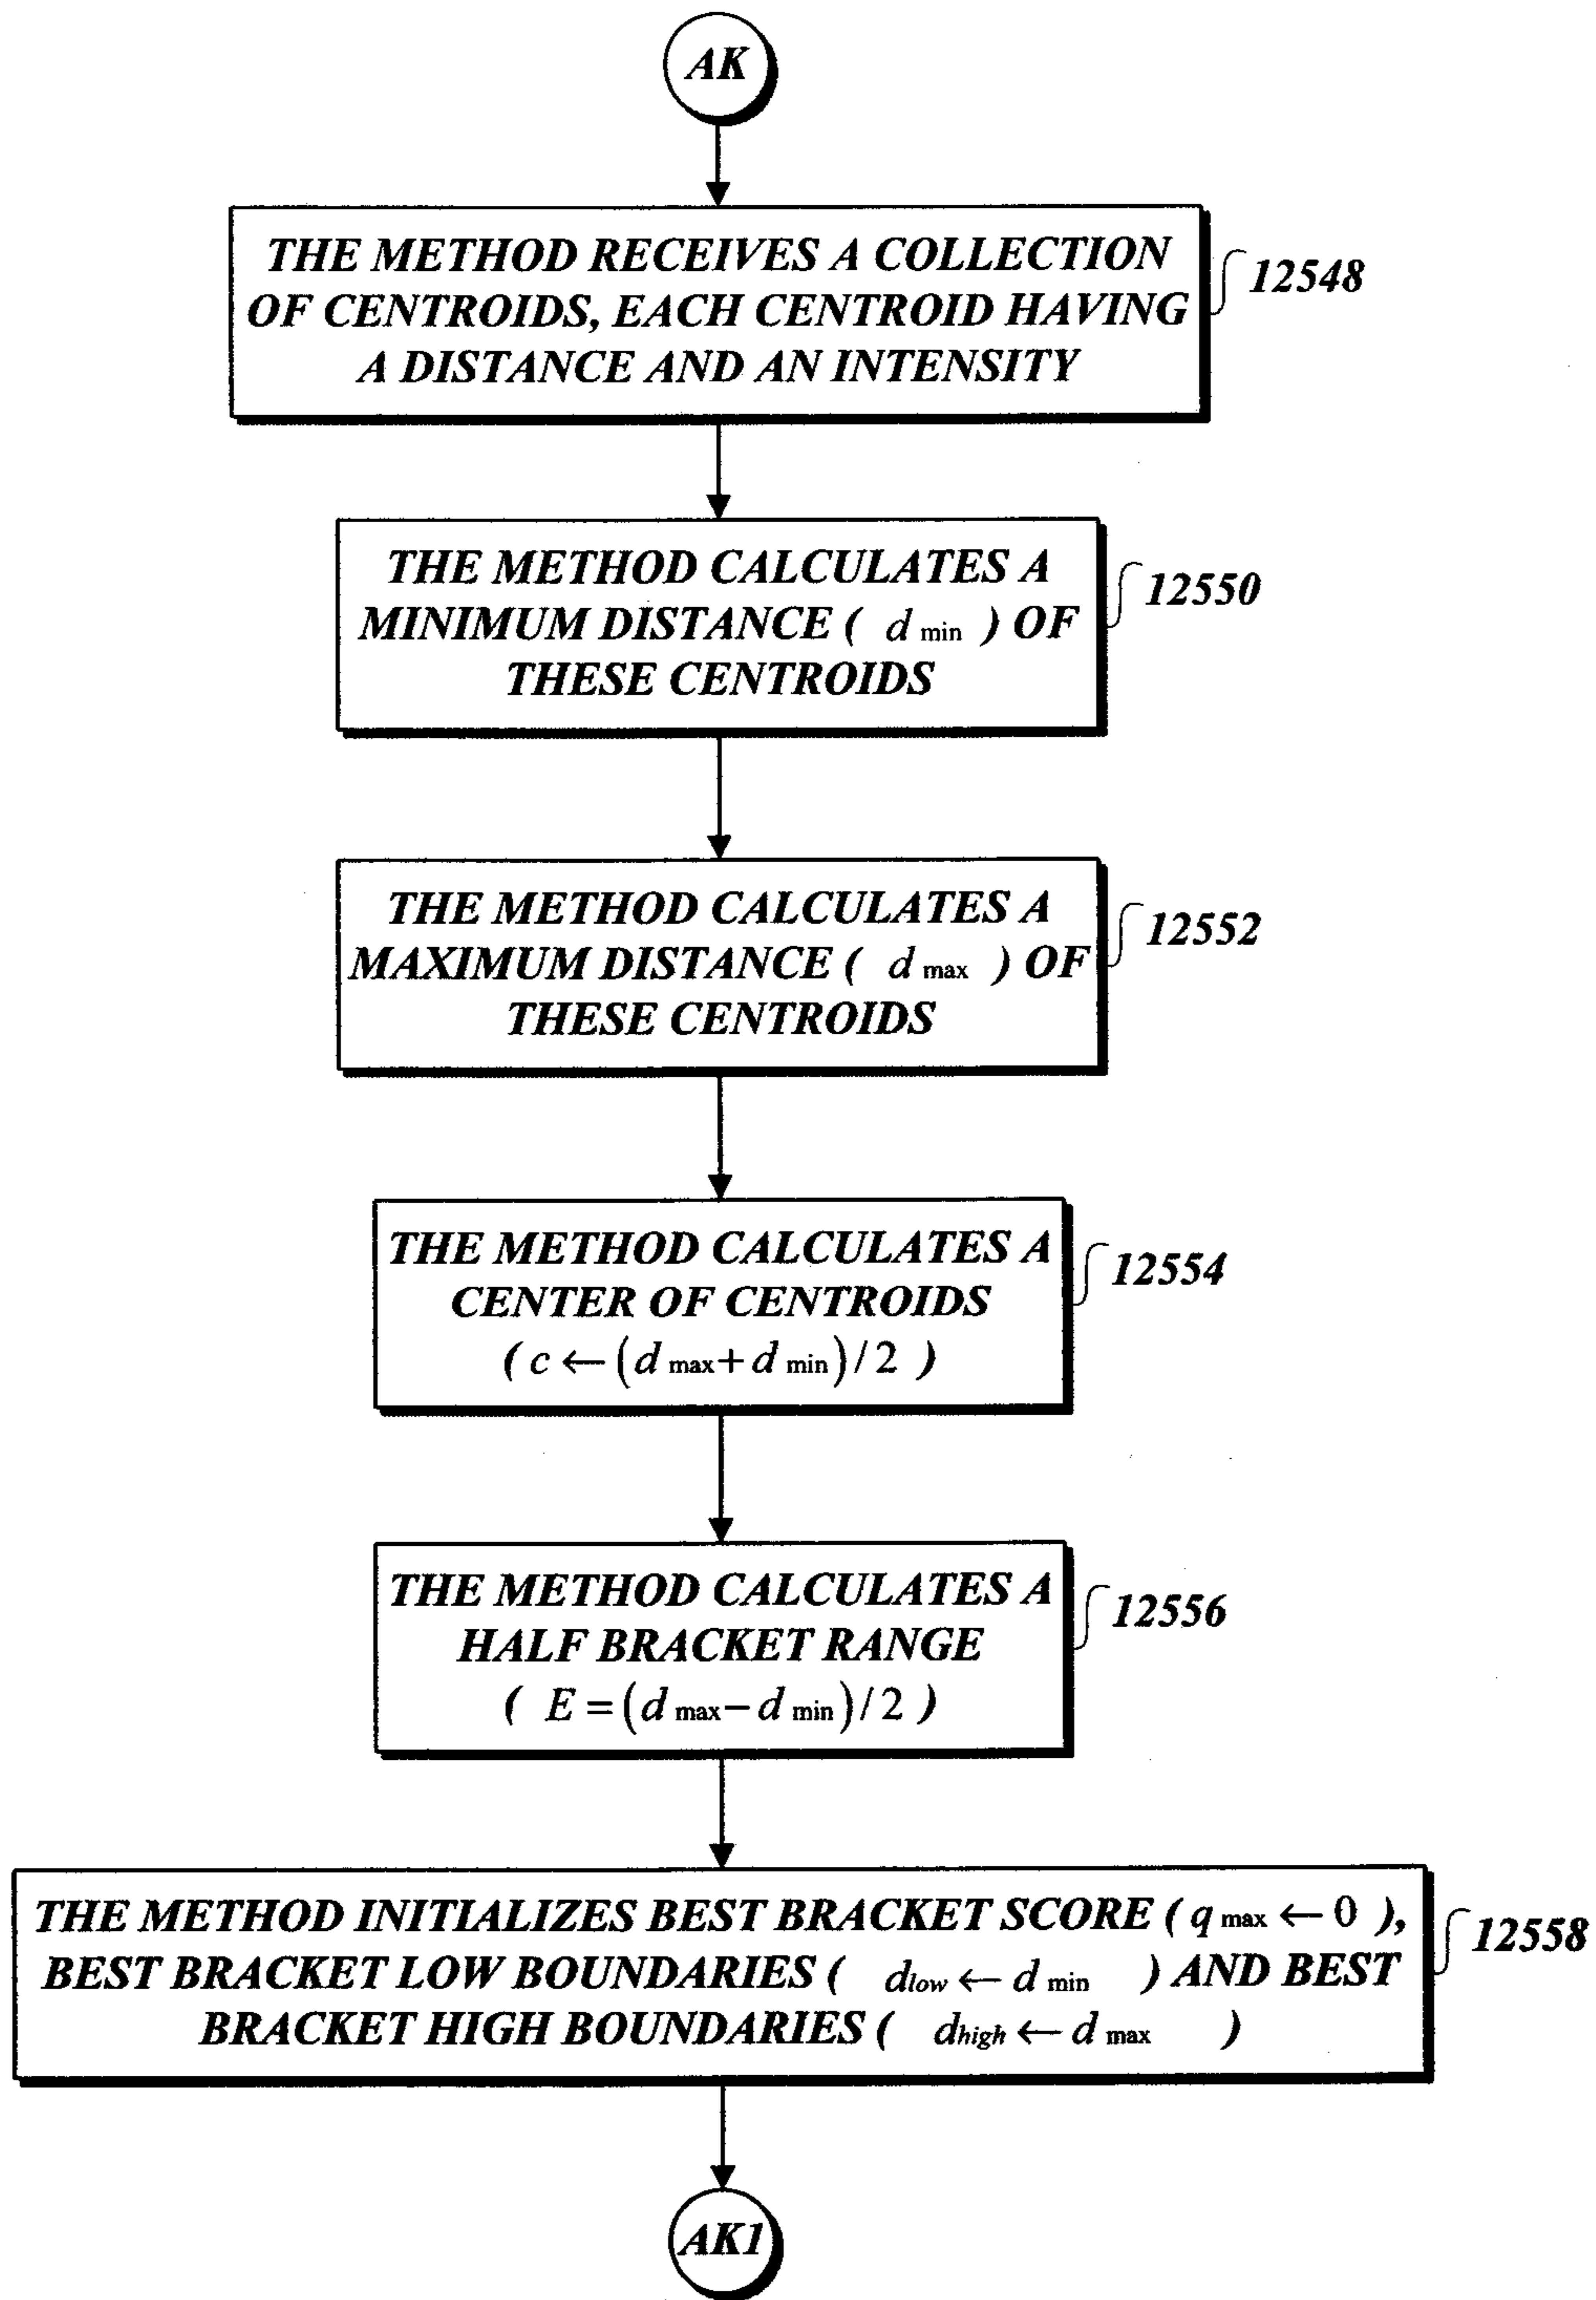 AK
THE METHOD RECEIVES A COLLECTION
OF CENTROIDS, EACH CENTROID HAVING
A DISTANCE AND AN INTENSITY
12548
THE METHOD CALCULATES A
MINIMUM DISTANCE ( d min ) OF
THESE CENTROIDS
12550
THE METHOD CALCULATES A
MAXIMUM DISTANCE ( d max ) OF
THESE CENTROIDS
12552
THE METHOD CALCULATES A
CENTER OF CENTROIDS
( c ← (d max + d min)/2 )
12554
THE METHOD CALCULATES A
HALF BRACKET RANGE
( E = (d max − d min)/2 )
12556
THE METHOD INITIALIZES BEST BRACKET SCORE ( q max ← 0 ),
BEST BRACKET LOW BOUNDARIES ( dlow ← d min ) AND BEST
BRACKET HIGH BOUNDARIES ( dhigh ← d max )
12558
AK1